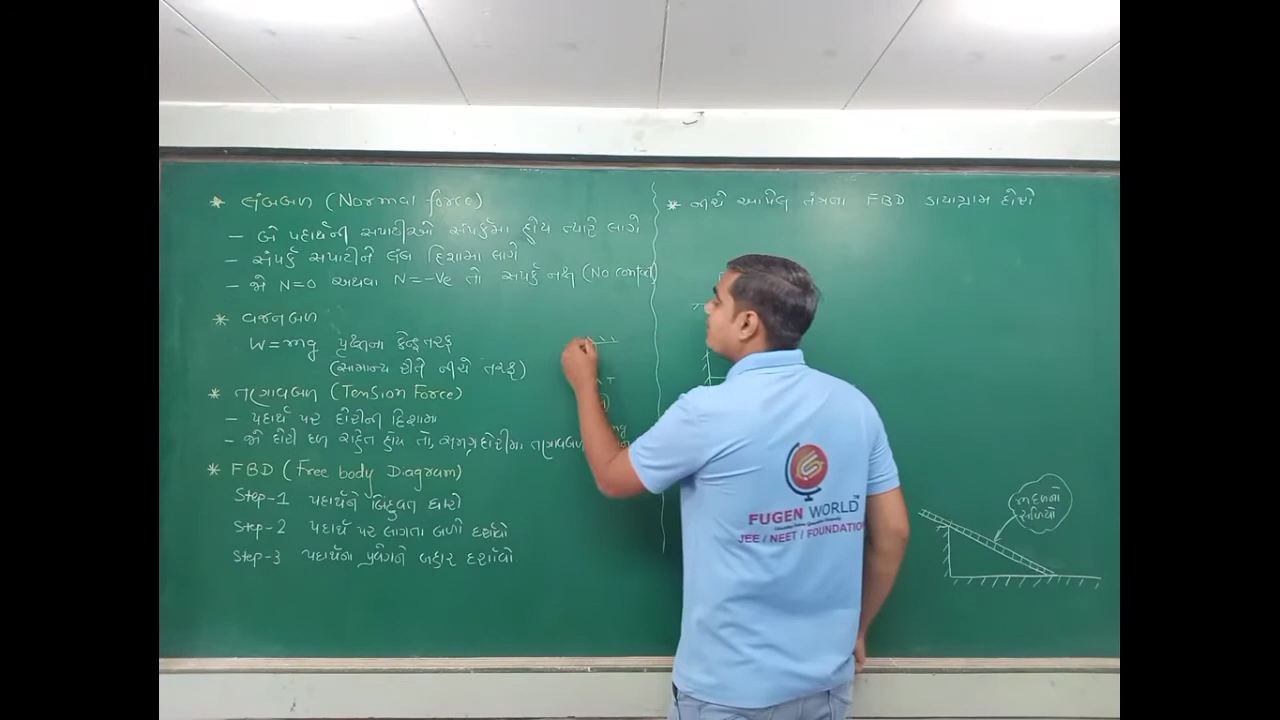 * લંબબળ (Normal force)
– બે પદાર્થની સપાટીઓ સંપર્કમાં હોય ત્યારે લાગે
– સંપર્ક સપાટીને લંબ દિશામા લાગે
– જો N=0 અથવા N=-Ve તો સંપર્ક નથી (No contact)
* વજનબળ
W=mg પૃથ્વીના કેન્દ્ર તરફ
(સામાન્ય રીતે નીચે તરફ)
* તણાવબળ (Tension Force)
– પદાર્થ પર દોરીની દિશામા
– જો દોરી દળ રહિત હોય તો, સમગ્ર દોરીમા તણાવબળ
* FBD (Free body Diagram)
Step-1 પદાર્થને બિંદુવત ધારો
Step-2 પદાર્થ પર લાગતા બળો દર્શાવો
Step-3 પદાર્થના પ્રવેગને બહાર દર્શાવો.
T
mg
* નીચે આપેલ તંત્રના FBD ડાયાગ્રામ દોરો
સળિયો
FUGEN WORLD™
JEE / NEET / FOUNDATION